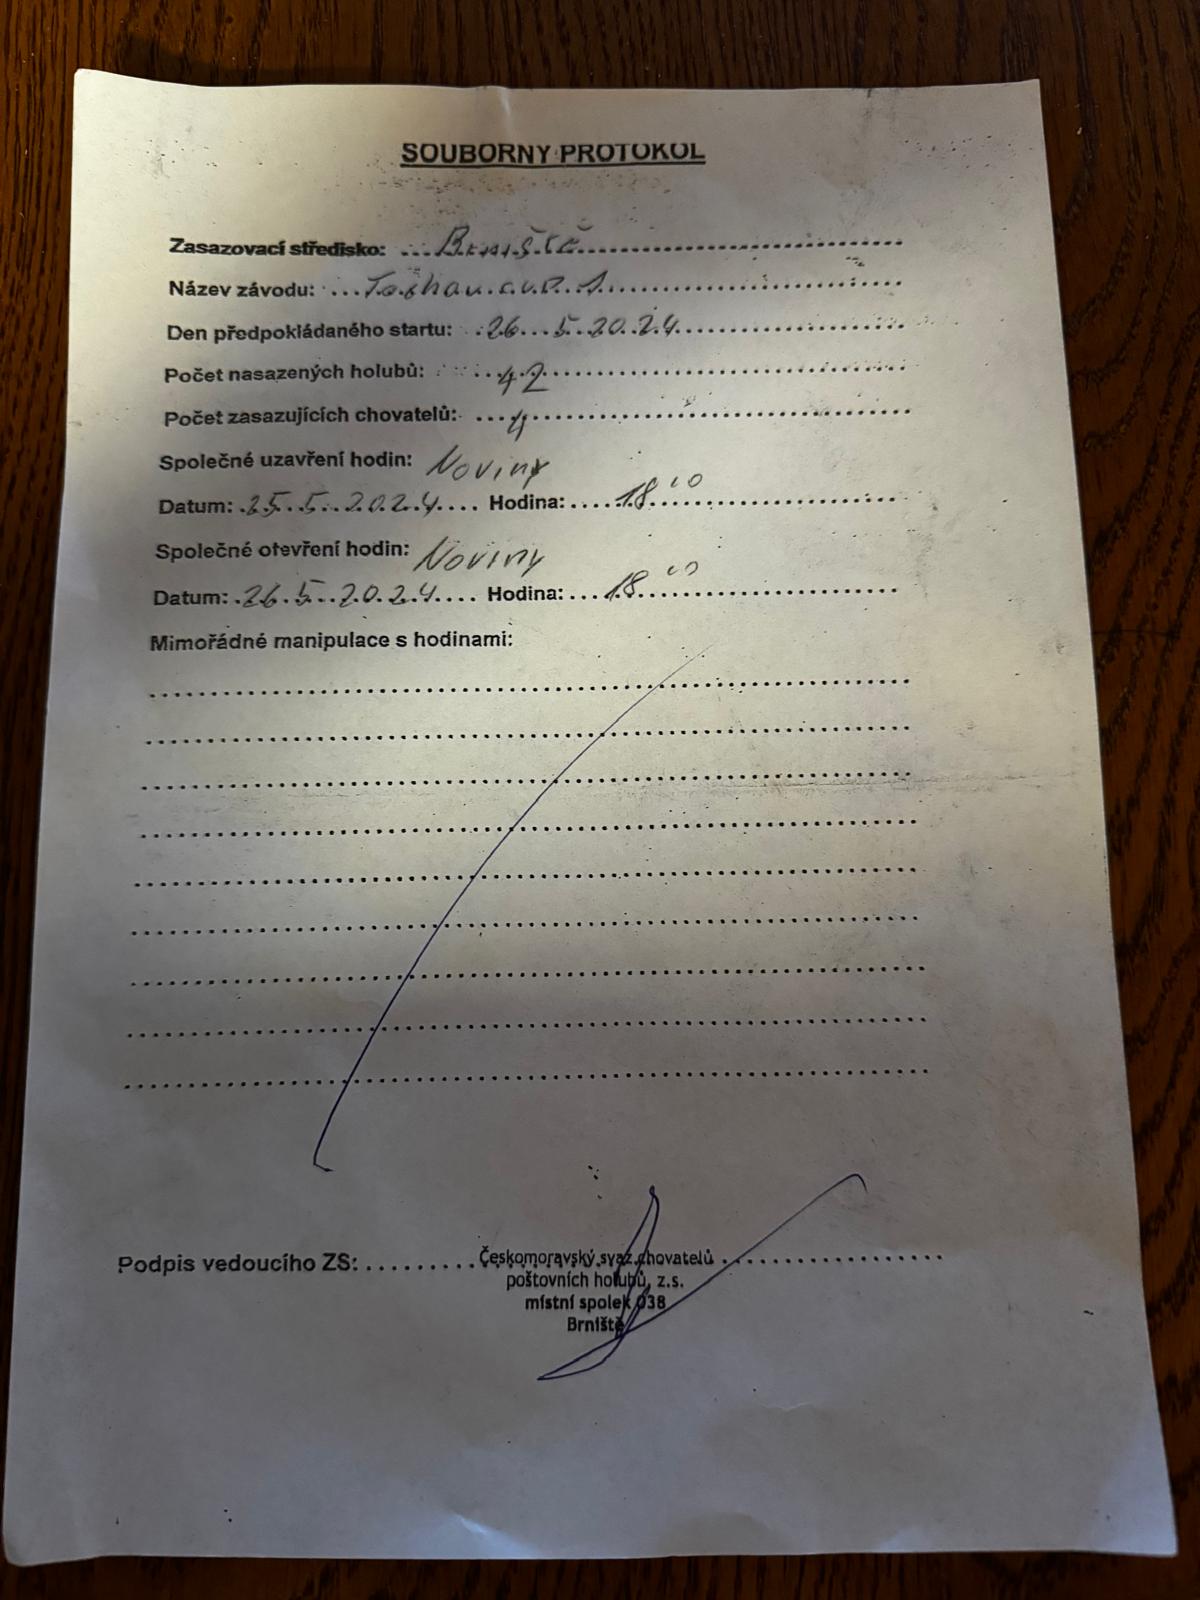 SOUBORNY PROTOKOL
Zasazovací středisko: ...Brniště...
Název závodu: ... 1...
Den předpokládaného startu: ..26...5..2024...
Počet nasazených holubů: ...42...
Počet zasazujících chovatelů: ...4...
Společné uzavření hodin: Noviny
Datum: .25.5..2024.... Hodina: ....18 00...
Společné otevření hodin: Noviny
Datum: .26.5..2024.... Hodina: ...18 00...
Mimořádné manipulace s hodinami:
Podpis vedoucího ZS: ...
Českomoravský svaz chovatelů
poštovních holubů, z.s.
místní spolek 038
Brniště